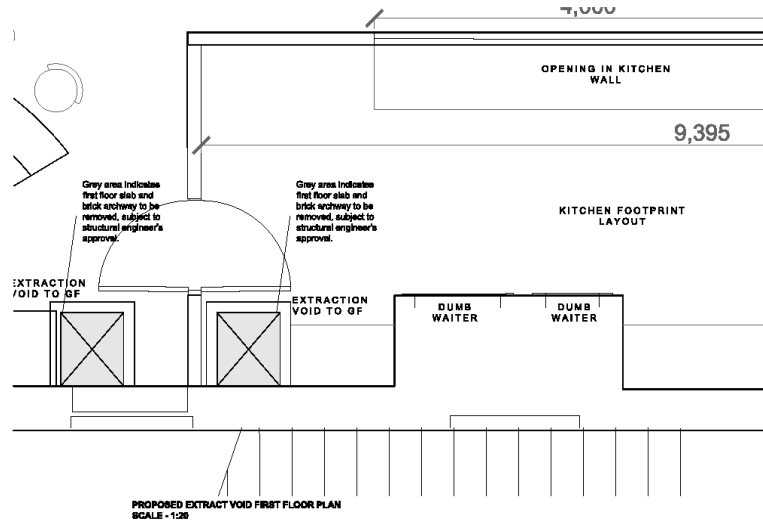 4,000
OPENING IN KITCHEN
WALL
9,395
Grey area indicates
first floor slab and
brick archway to be
removed, subject to
structural engineer's
approval.
Grey area indicates
first floor slab and
brick archway to be
removed, subject to
structural engineer's
approval.
KITCHEN FOOTPRINT
LAYOUT
EXTRACTION
VOID TO GF
EXTRACTION
VOID TO GF
DUMB
WAITER
DUMB
WAITER
PROPOSED EXTRACT VOID FIRST FLOOR PLAN
SCALE - 1:20